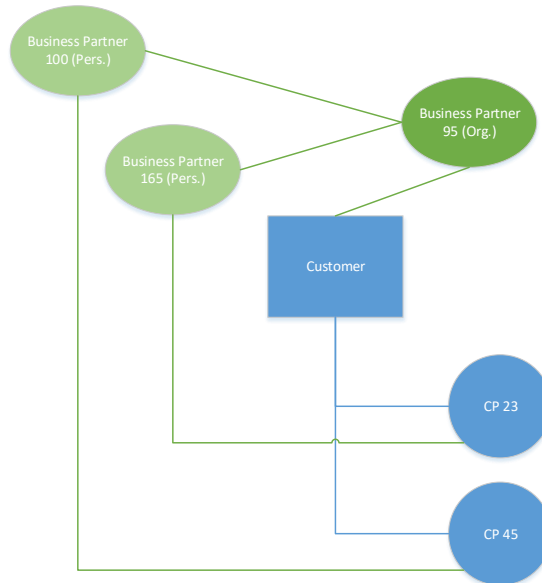 Business Partner
100 (Pers.)
Business Partner
95 (Org.)
Business Partner
165 (Pers.)
Customer
CP 23
CP 45